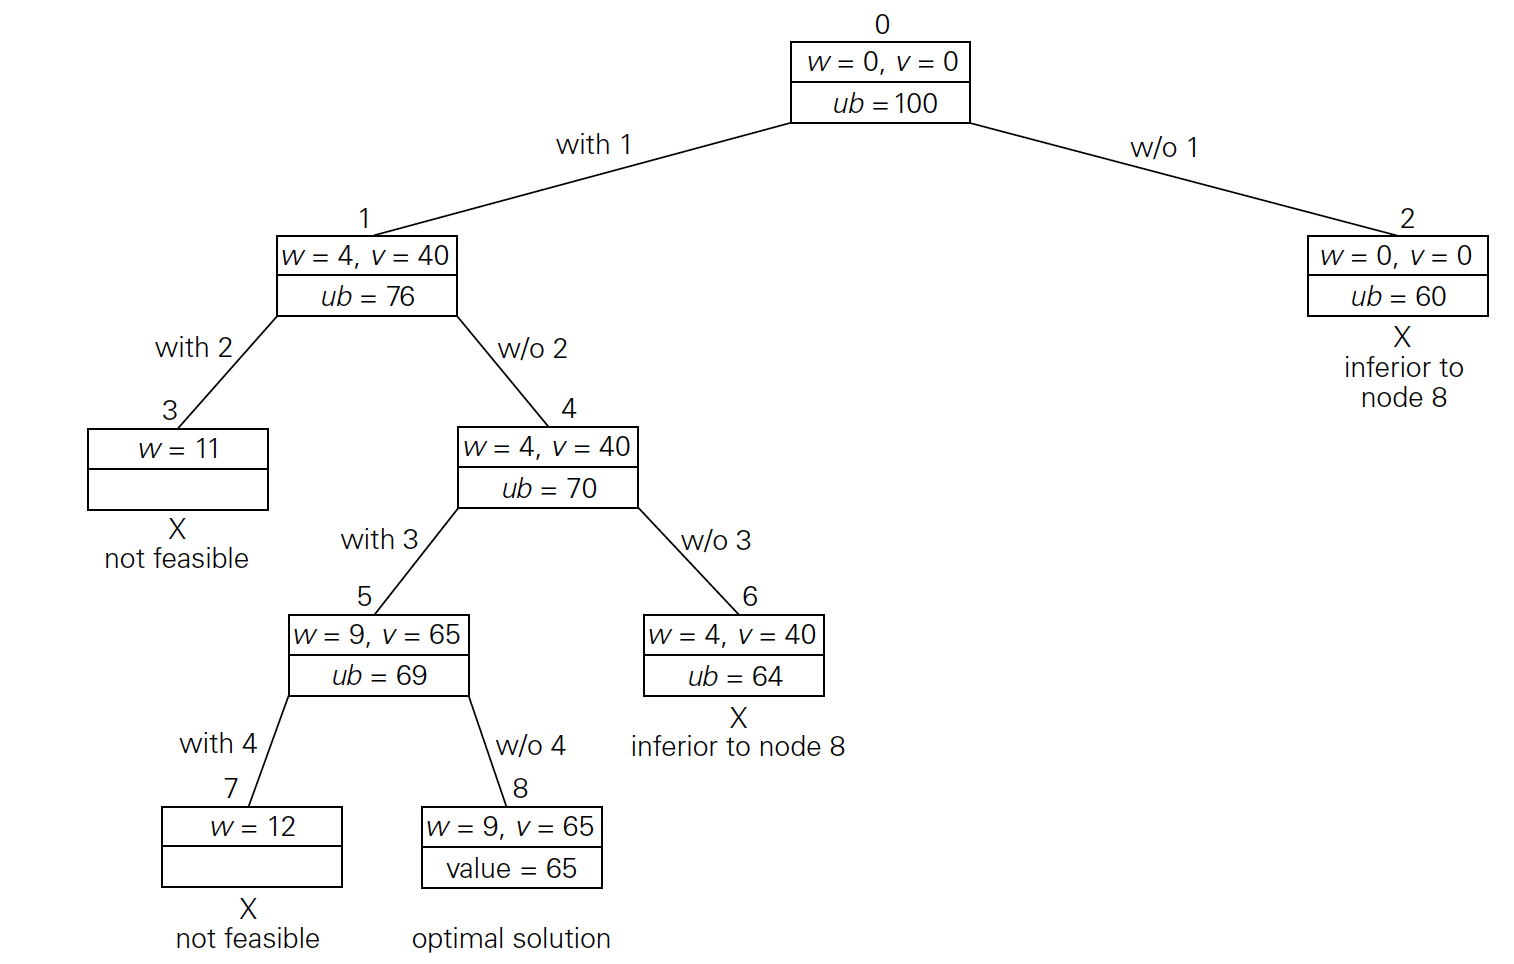 0
w = 0, v = 0
ub = 100
with 1
w/o 1
1
w = 4, v = 40
ub = 76
2
w = 0, v = 0
ub = 60
X
inferior to
node 8
with 2
w/o 2
3
w = 11
X
not feasible
4
w = 4, v = 40
ub = 70
with 3
w/o 3
5
w = 9, v = 65
ub = 69
6
w = 4, v = 40
ub = 64
X
inferior to node 8
with 4
w/o 4
7
w = 12
X
not feasible
8
w = 9, v = 65
value = 65
optimal solution